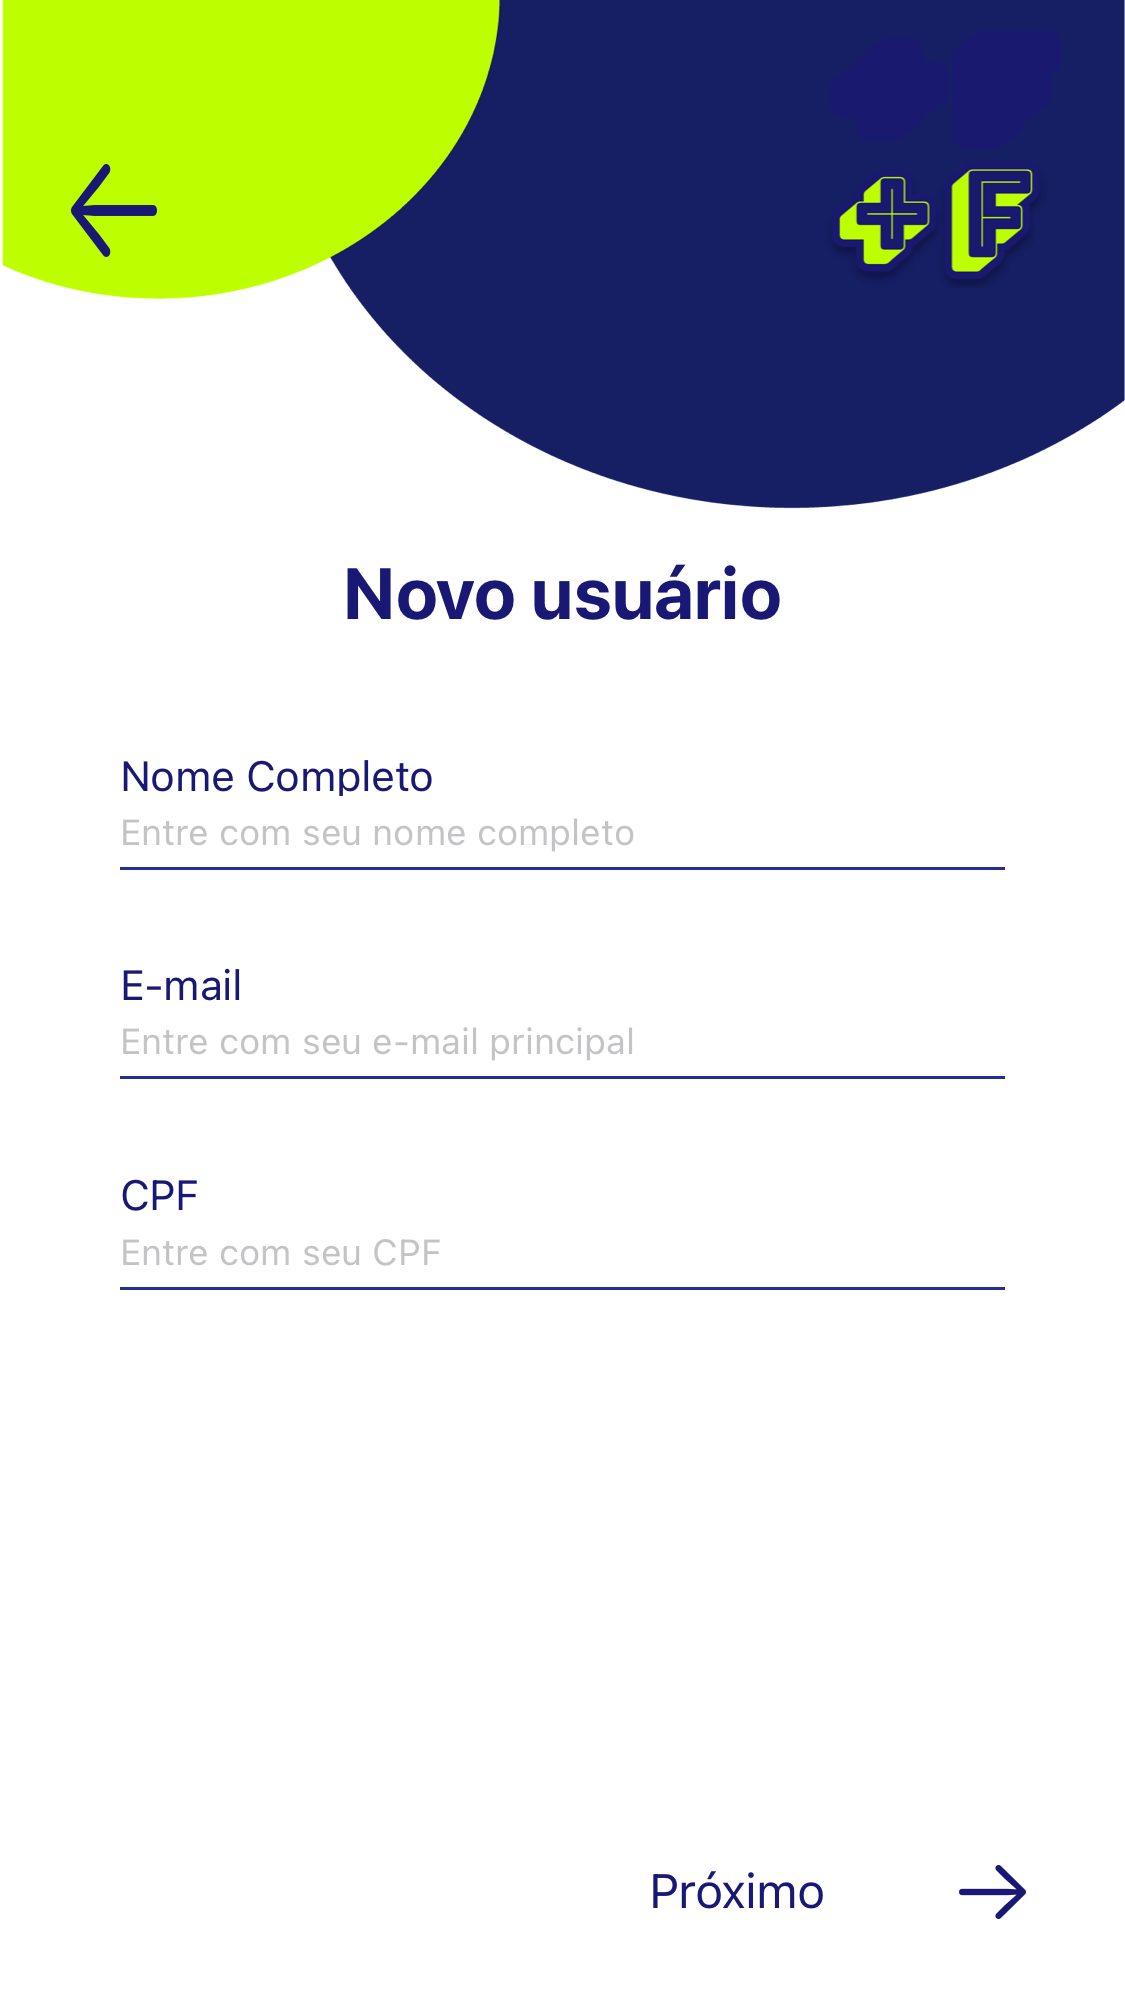 +F
Novo usuário
Nome Completo
Entre com seu nome completo
E-mail
Entre com seu e-mail principal
CPF
Entre com seu CPF
Próximo